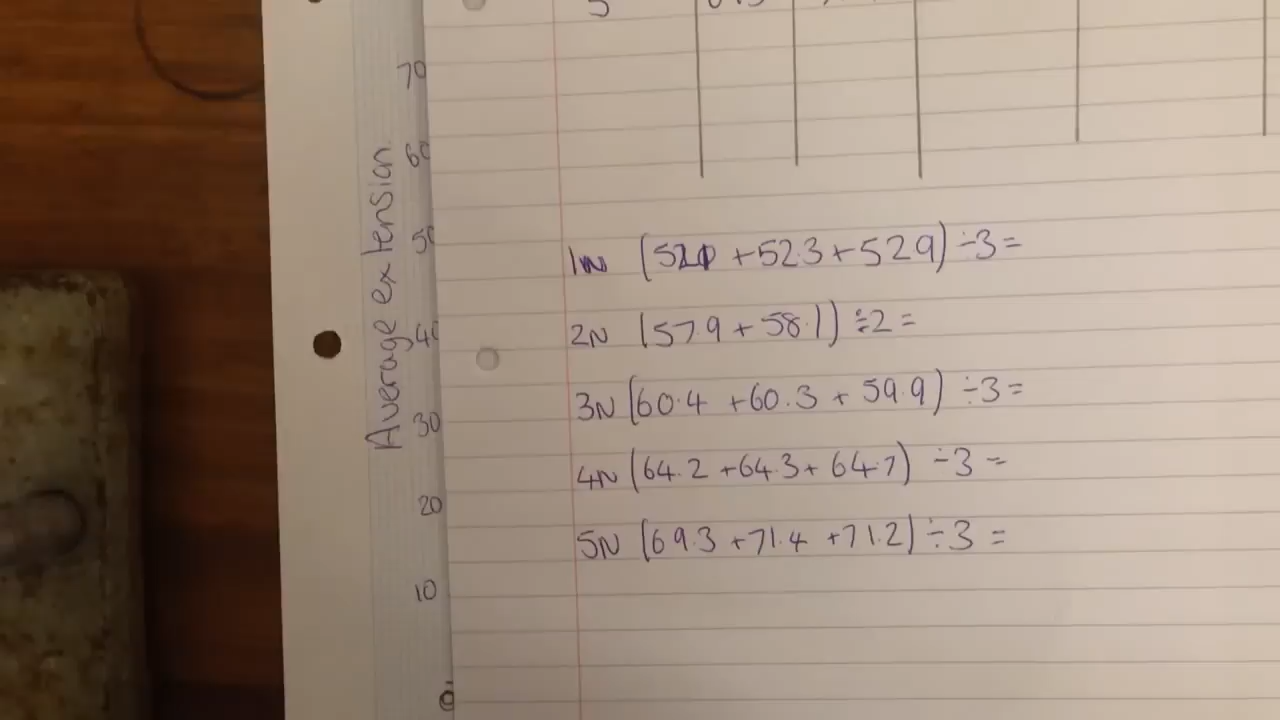 70
60
50
40
30
20
10
0
Average extension
1N (52.1 + 52.3 + 52.9) ÷ 3 =
2N (57.9 + 58.1) ÷ 2 =
3N (60.4 + 60.3 + 59.9) ÷ 3 =
4N (64.2 + 64.3 + 64.7) ÷ 3 =
5N (69.3 + 71.4 + 71.2) ÷ 3 =